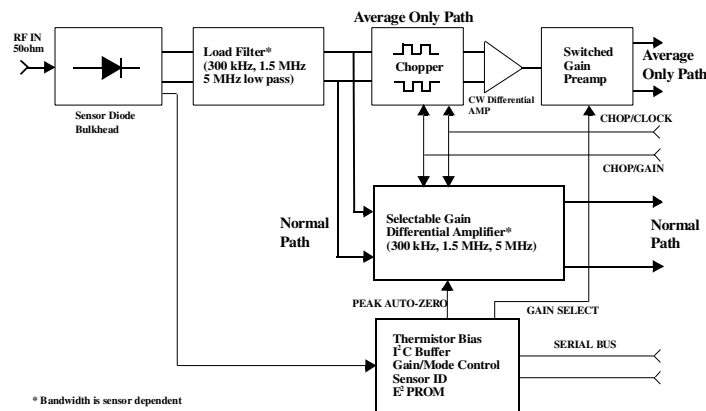 Average Only Path
RF IN
50ohm
Load Filter*
(300 kHz, 1.5 MHz
5 MHz low pass)
Chopper
Switched
Gain
Preamp
Average
Only Path
Sensor Diode
Bulkhead
CW Differential
AMP
CHOP/CLOCK
CHOP/GAIN
Normal
Path
Selectable Gain
Differential Amplifier*
(300 kHz, 1.5 MHz, 5 MHz)
Normal
Path
PEAK AUTO-ZERO
GAIN SELECT
Thermistor Bias
I²C Buffer
Gain/Mode Control
Sensor ID
E² PROM
SERIAL BUS
* Bandwidth is sensor dependent